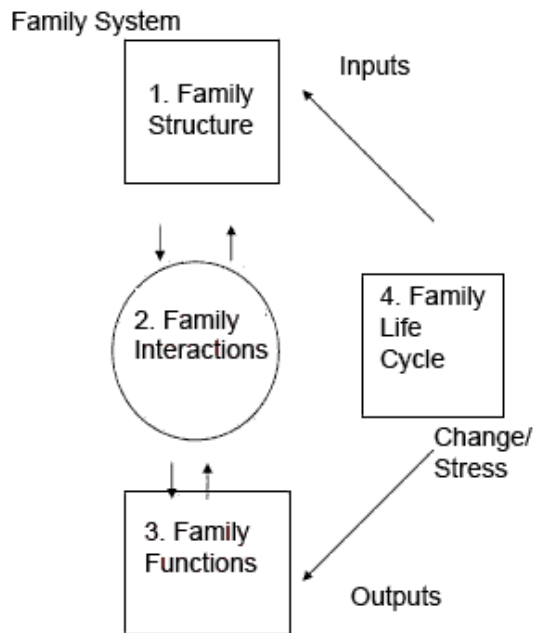 Family System
Inputs
1. Family
Structure
2. Family
Interactions
4. Family
Life
Cycle
Change/
Stress
3. Family
Functions
Outputs